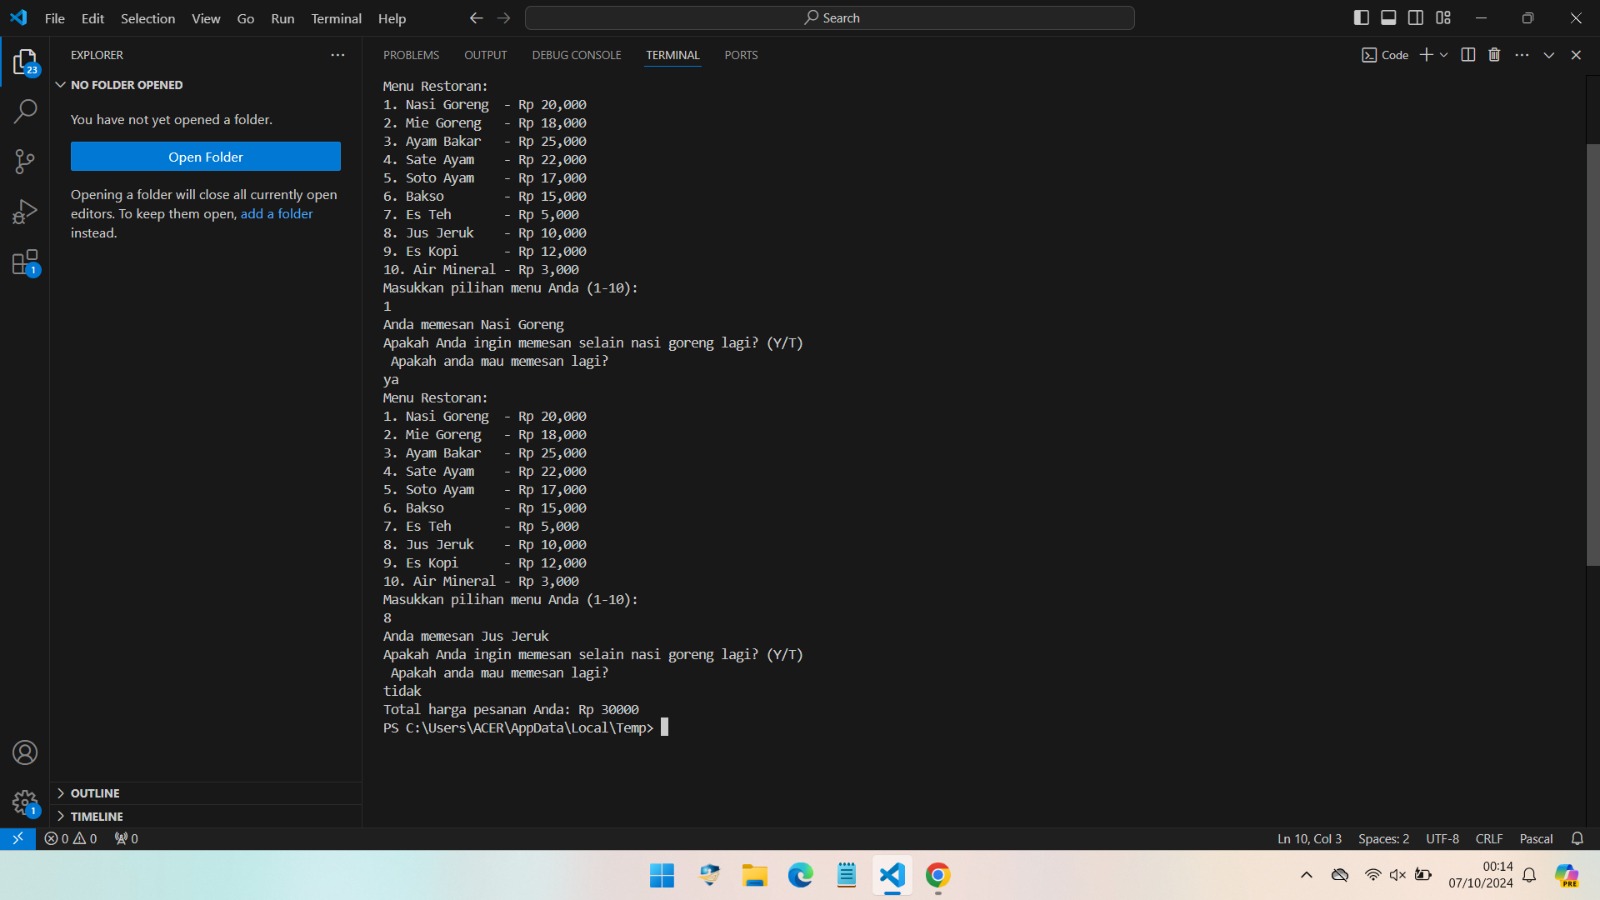 File Edit Selection View Go Run Terminal Help
Search
EXPLORER
NO FOLDER OPENED
You have not yet opened a folder.
Open Folder
Opening a folder will close all currently open
editors. To keep them open, add a folder
instead.
OUTLINE
TIMELINE
23
1
1
PROBLEMS OUTPUT DEBUG CONSOLE TERMINAL PORTS
Code
Menu Restoran:
1. Nasi Goreng - Rp 20,000
2. Mie Goreng - Rp 18,000
3. Ayam Bakar - Rp 25,000
4. Sate Ayam - Rp 22,000
5. Soto Ayam - Rp 17,000
6. Bakso - Rp 15,000
7. Es Teh - Rp 5,000
8. Jus Jeruk - Rp 10,000
9. Es Kopi - Rp 12,000
10. Air Mineral - Rp 3,000
Masukkan pilihan menu Anda (1-10):
1
Anda memesan Nasi Goreng
Apakah Anda ingin memesan selain nasi goreng lagi? (Y/T)
Apakah anda mau memesan lagi?
ya
Menu Restoran:
1. Nasi Goreng - Rp 20,000
2. Mie Goreng - Rp 18,000
3. Ayam Bakar - Rp 25,000
4. Sate Ayam - Rp 22,000
5. Soto Ayam - Rp 17,000
6. Bakso - Rp 15,000
7. Es Teh - Rp 5,000
8. Jus Jeruk - Rp 10,000
9. Es Kopi - Rp 12,000
10. Air Mineral - Rp 3,000
Masukkan pilihan menu Anda (1-10):
8
Anda memesan Jus Jeruk
Apakah Anda ingin memesan selain nasi goreng lagi? (Y/T)
Apakah anda mau memesan lagi?
tidak
Total harga pesanan Anda: Rp 30000
PS C:\Users\ACER\AppData\Local\Temp>
0 0 0
Ln 10, Col 3 Spaces: 2 UTF-8 CRLF Pascal
00:14
07/10/2024
PRE